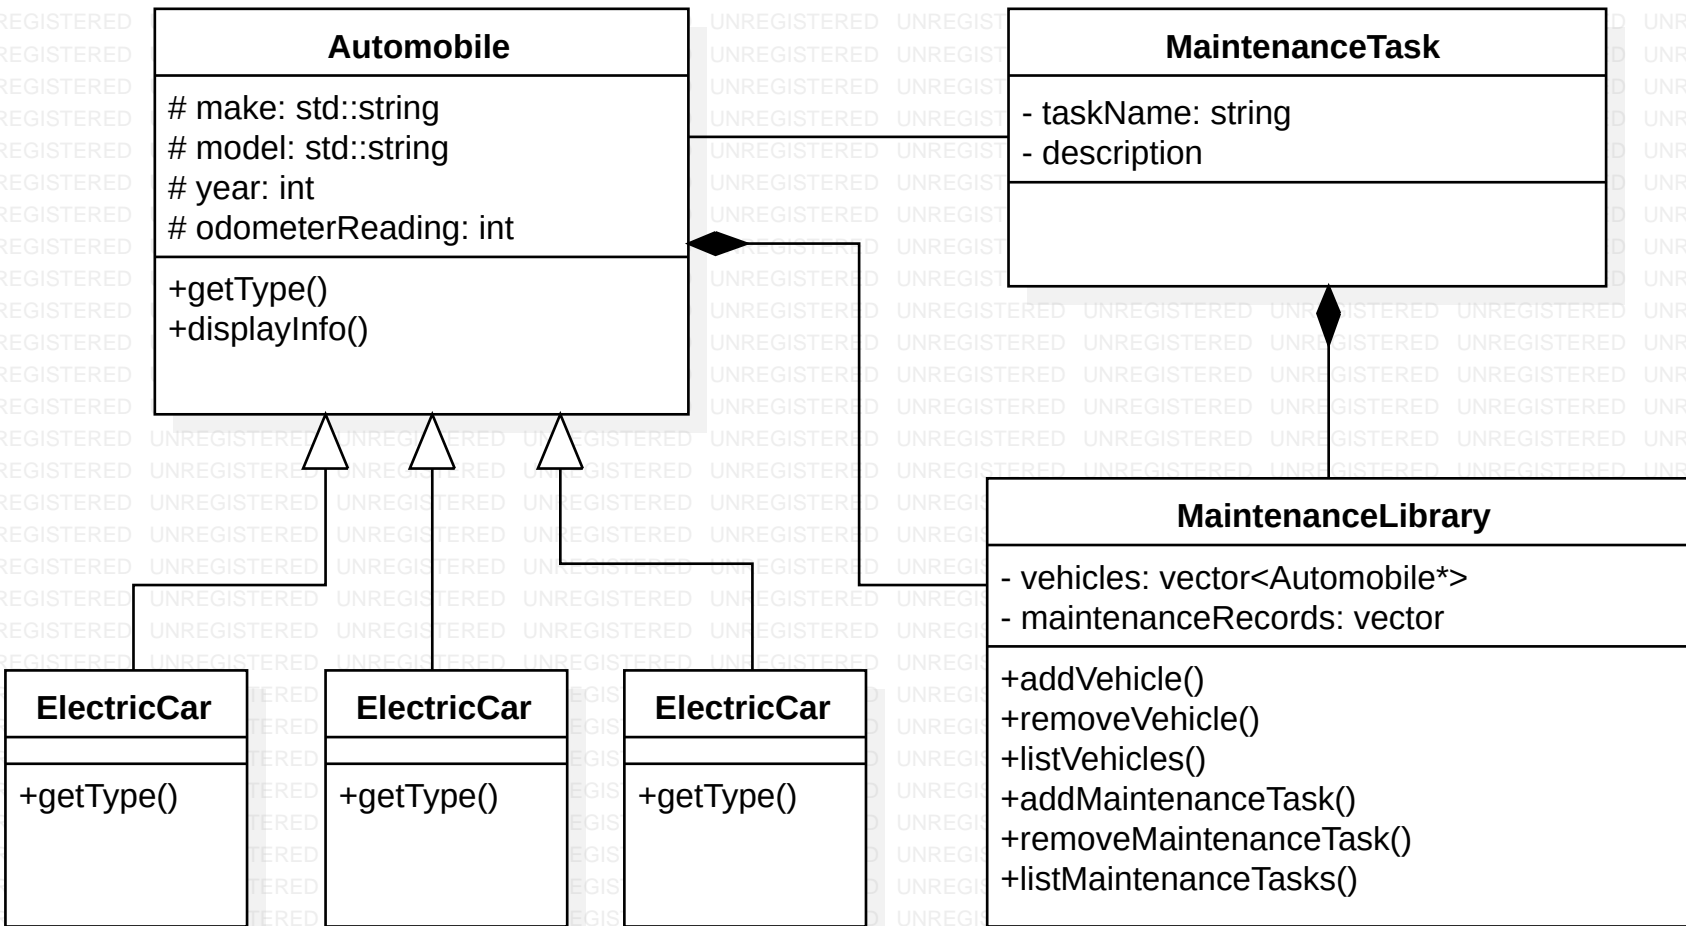 Automobile
# make: std::string
# model: std::string
# year: int
# odometerReading: int
+getType()
+displayInfo()
MaintenanceTask
- taskName: string
- description
MaintenanceLibrary
- vehicles: vector<Automobile*>
- maintenanceRecords: vector
+addVehicle()
+removeVehicle()
+listVehicles()
+addMaintenanceTask()
+removeMaintenanceTask()
+listMaintenanceTasks()
ElectricCar
+getType()
ElectricCar
+getType()
ElectricCar
+getType()
UNREGISTERED